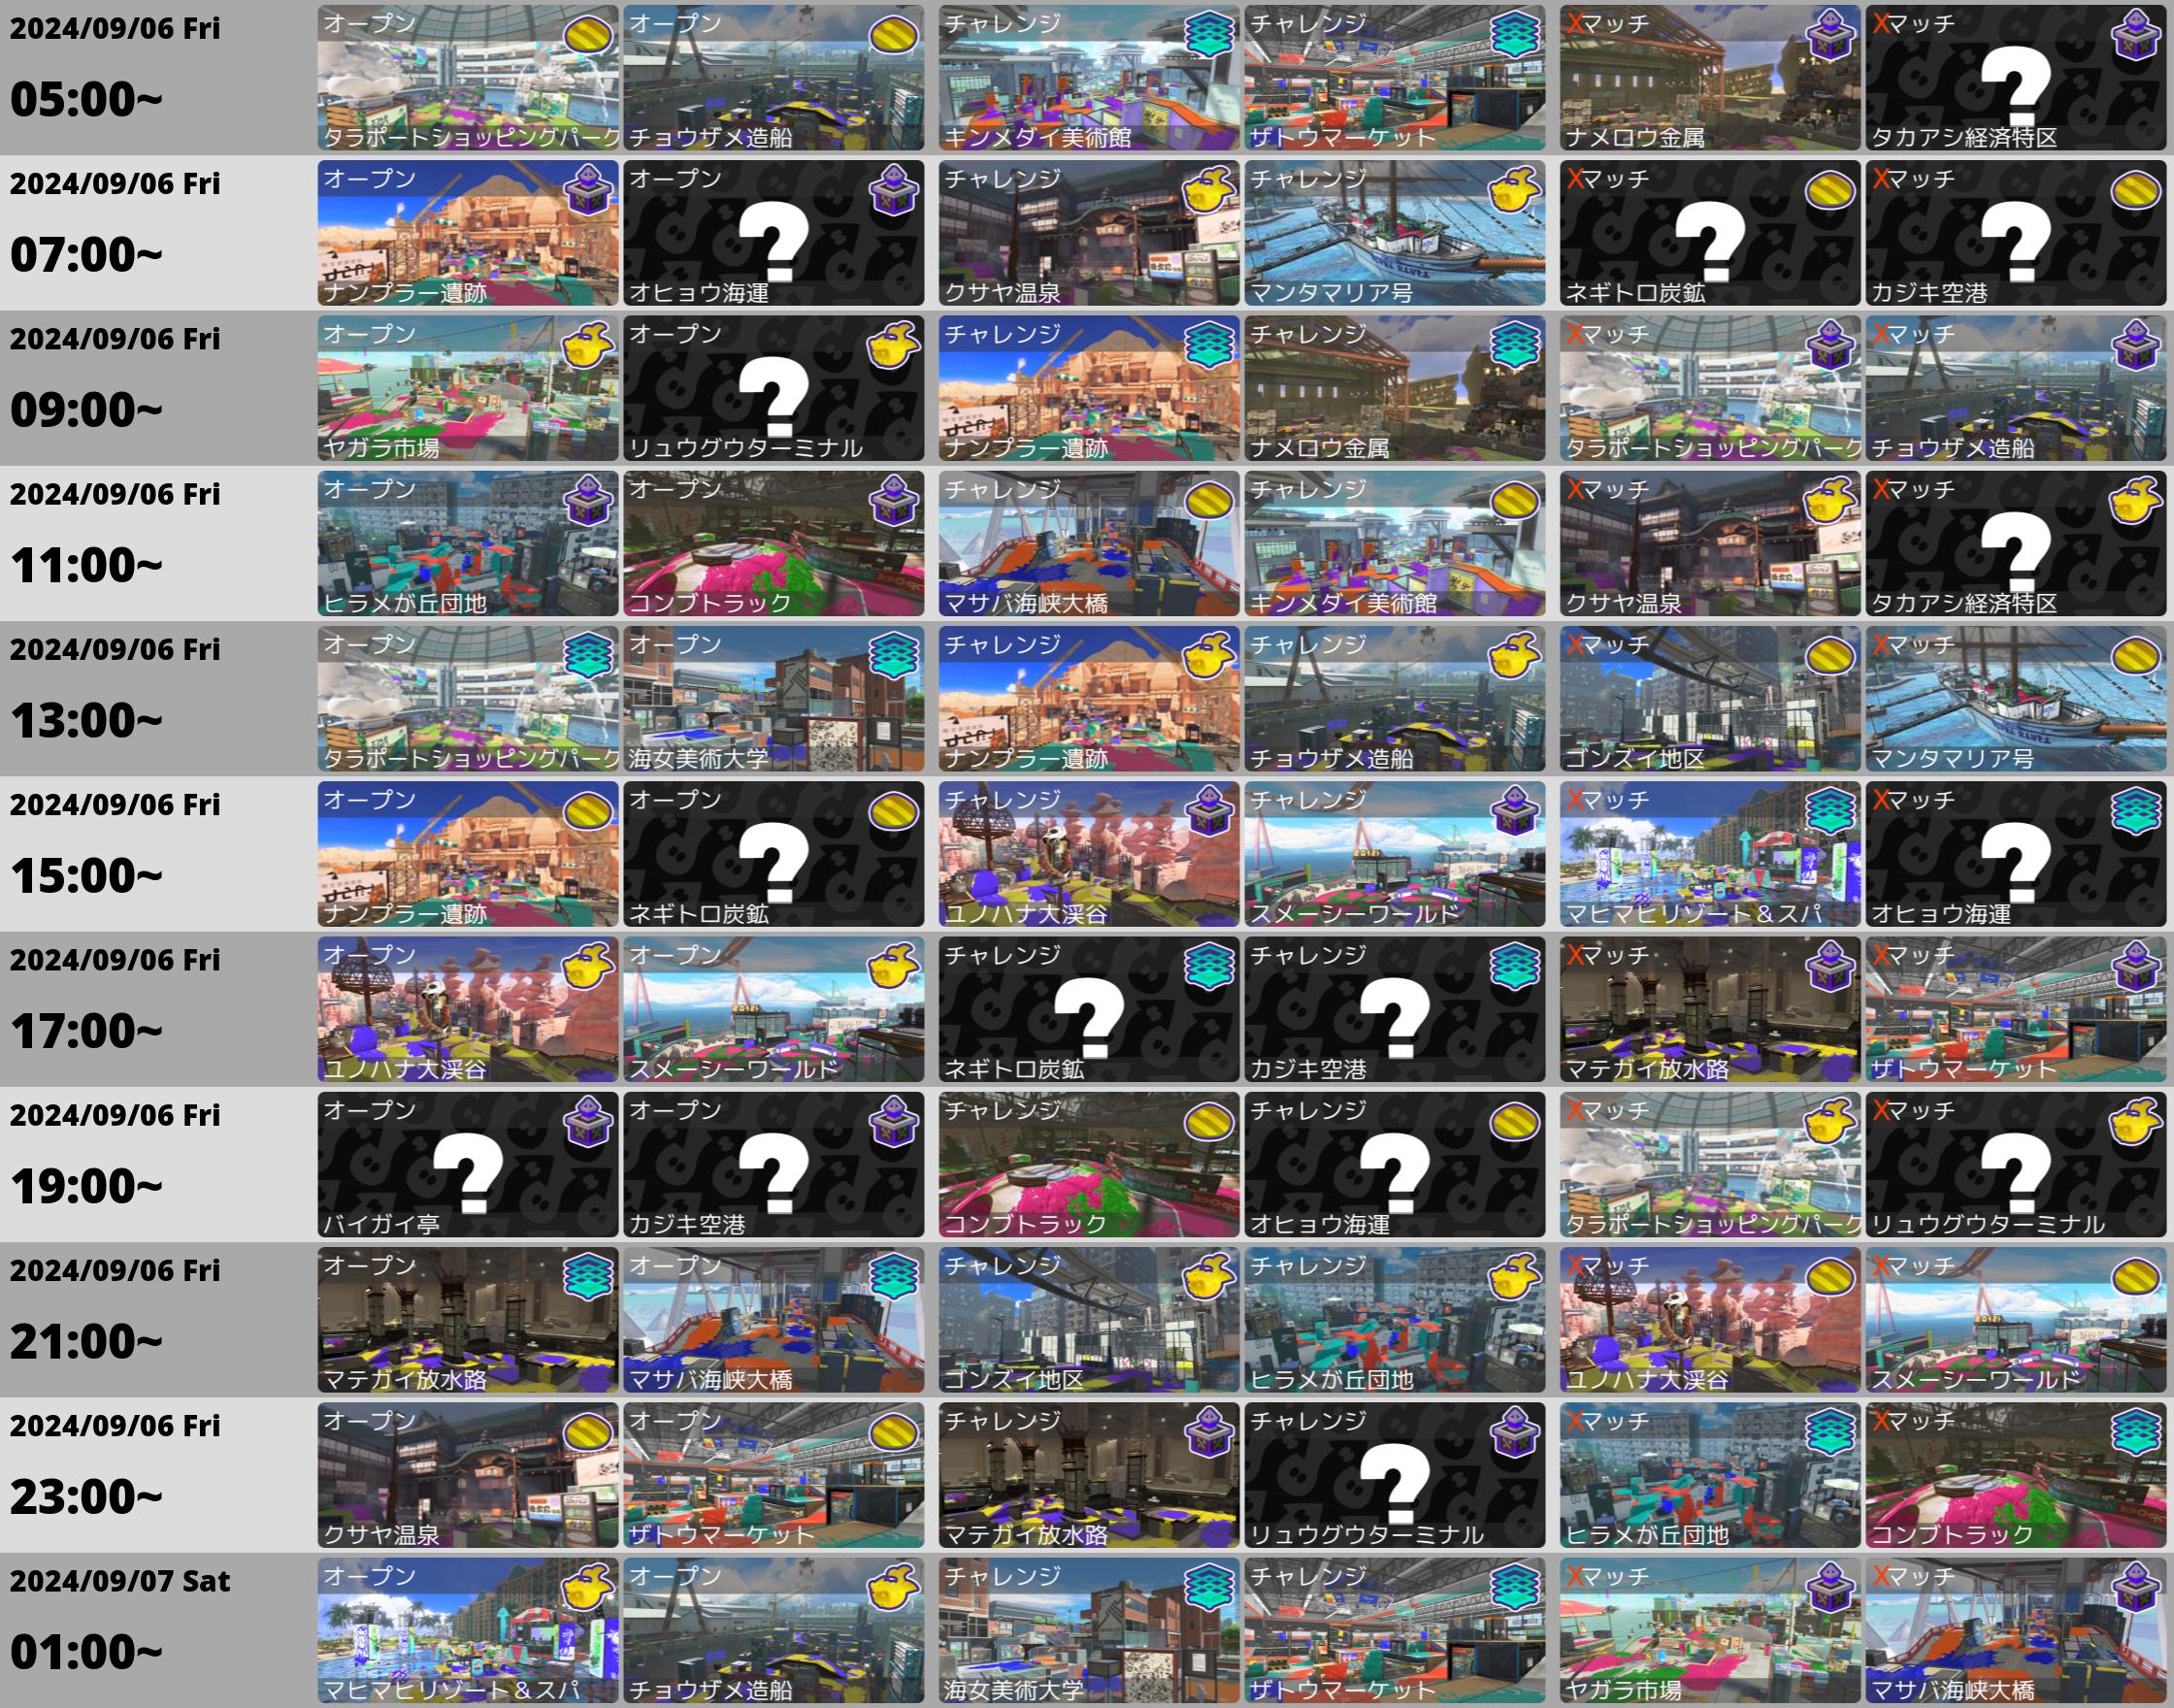 2024/09/06 Fri
05:00~
オープン オープン チャレンジ チャレンジ Xマッチ Xマッチ
タラポートショッピングパーク チョウザメ造船 キンメダイ美術館 ザトウマーケット ナメロウ金属 タカアシ経済特区
2024/09/06 Fri
07:00~
オープン オープン チャレンジ チャレンジ Xマッチ Xマッチ
ナンプラー遺跡 オヒョウ海運 クサヤ温泉 マンタマリア号 ネギトロ炭鉱 カジキ空港
2024/09/06 Fri
09:00~
オープン オープン チャレンジ チャレンジ Xマッチ Xマッチ
ヤガラ市場 リュウグウターミナル ナンプラー遺跡 ナメロウ金属 タラポートショッピングパーク チョウザメ造船
2024/09/06 Fri
11:00~
オープン オープン チャレンジ チャレンジ Xマッチ Xマッチ
ヒラメが丘団地 コンブトラック マサバ海峡大橋 キンメダイ美術館 クサヤ温泉 タカアシ経済特区
2024/09/06 Fri
13:00~
オープン オープン チャレンジ チャレンジ Xマッチ Xマッチ
タラポートショッピングパーク 海女美術大学 ナンプラー遺跡 チョウザメ造船 ゴンズイ地区 マンタマリア号
2024/09/06 Fri
15:00~
オープン オープン チャレンジ チャレンジ Xマッチ Xマッチ
ナンプラー遺跡 ネギトロ炭鉱 ユノハナ大渓谷 スメーシーワールド マヒマヒリゾート＆スパ オヒョウ海運
2024/09/06 Fri
17:00~
オープン オープン チャレンジ チャレンジ Xマッチ Xマッチ
ユノハナ大渓谷 スメーシーワールド ネギトロ炭鉱 カジキ空港 マテガイ放水路 ザトウマーケット
2024/09/06 Fri
19:00~
オープン オープン チャレンジ チャレンジ Xマッチ Xマッチ
バイガイ亭 カジキ空港 コンブトラック オヒョウ海運 タラポートショッピングパーク リュウグウターミナル
2024/09/06 Fri
21:00~
オープン オープン チャレンジ チャレンジ Xマッチ Xマッチ
マテガイ放水路 マサバ海峡大橋 ゴンズイ地区 ヒラメが丘団地 ユノハナ大渓谷 スメーシーワールド
2024/09/06 Fri
23:00~
オープン オープン チャレンジ チャレンジ Xマッチ Xマッチ
クサヤ温泉 ザトウマーケット マテガイ放水路 リュウグウターミナル ヒラメが丘団地 コンブトラック
2024/09/07 Sat
01:00~
オープン オープン チャレンジ チャレンジ Xマッチ Xマッチ
マヒマヒリゾート＆スパ チョウザメ造船 海女美術大学 ザトウマーケット ヤガラ市場 マサバ海峡大橋